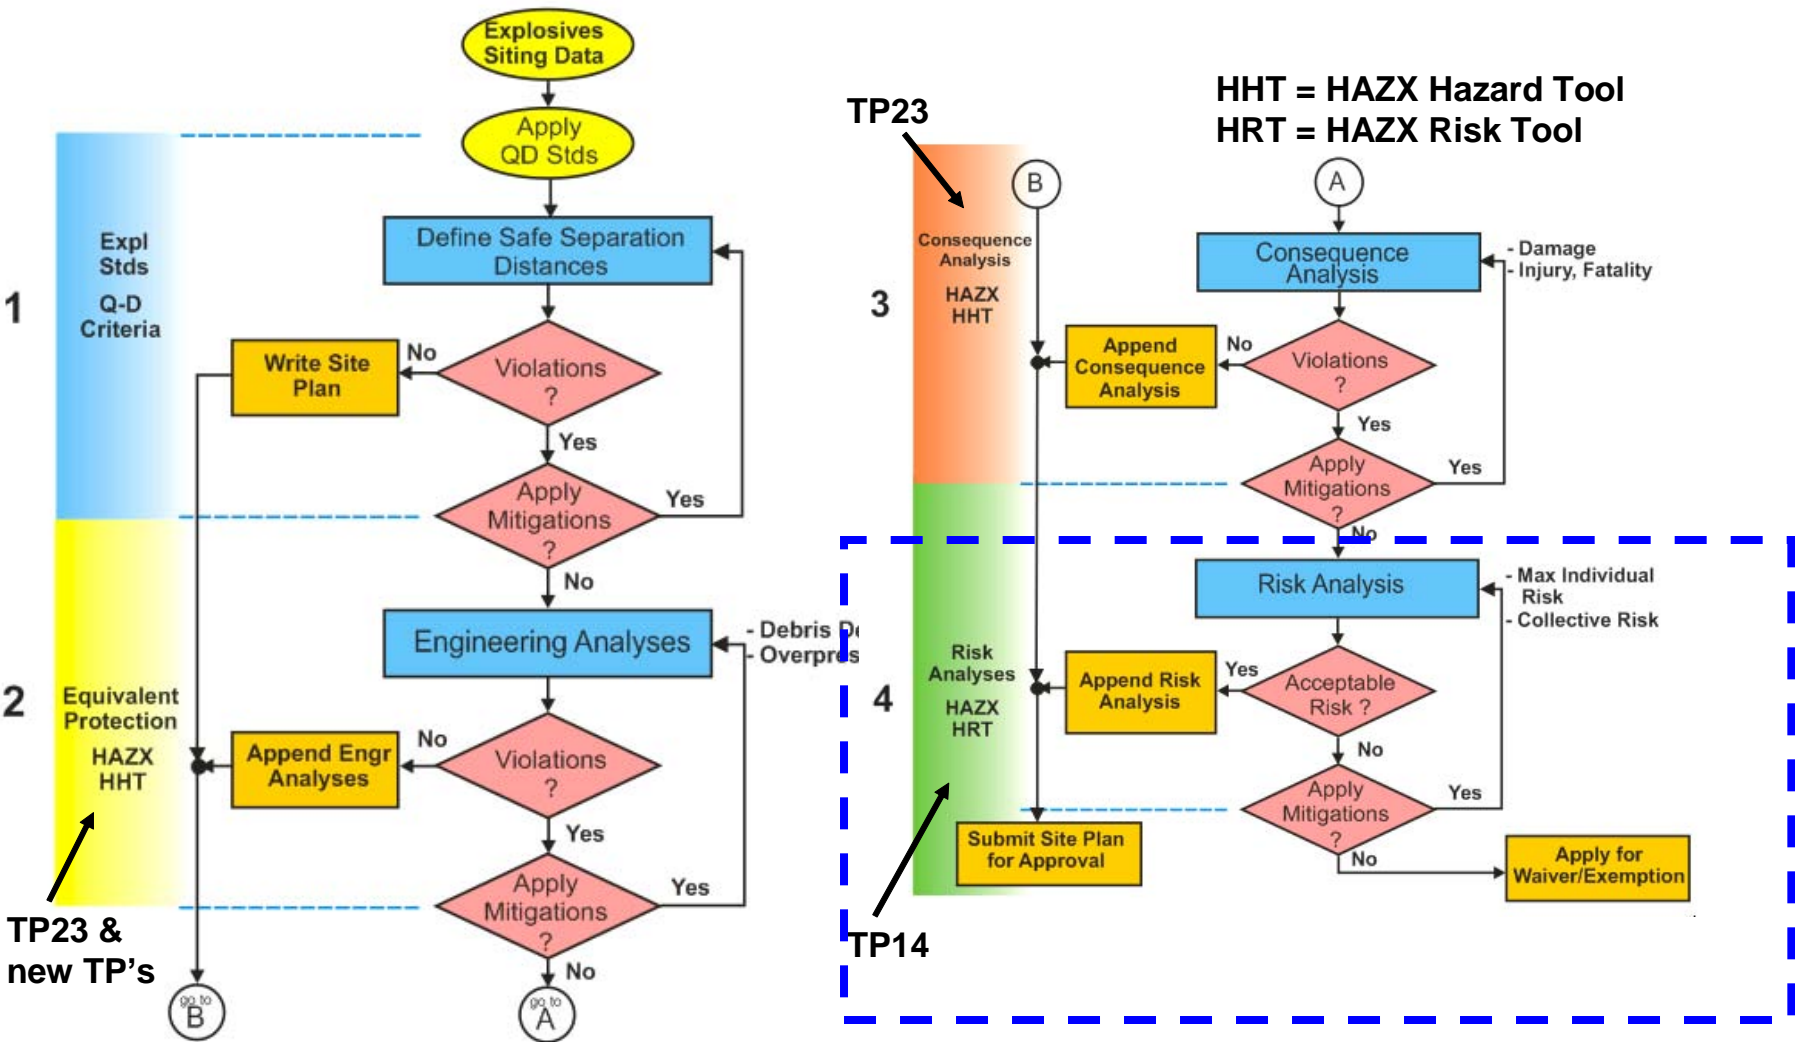 Explosives
Siting Data
Apply
QD Stds
1
Expl
Stds
Q-D
Criteria
Define Safe Separation
Distances
Write Site
Plan
No
Violations
?
Yes
Apply
Mitigations
?
Yes
No
2
Equivalent
Protection
HAZX
HHT
Engineering Analyses
- Debris
- Overpres
Append Engr
Analyses
No
Violations
?
Yes
Apply
Mitigations
?
Yes
No
TP23 &
new TP's
go to
B
go to
A
HHT = HAZX Hazard Tool
HRT = HAZX Risk Tool
TP23
B
A
3
Consequence
Analysis
HAZX
HHT
Consequence
Analysis
- Damage
- Injury, Fatality
Append
Consequence
Analysis
No
Violations
?
Yes
Apply
Mitigations
?
Yes
No
4
Risk
Analyses
HAZX
HRT
Risk Analysis
- Max Individual
Risk
- Collective Risk
Append Risk
Analysis
Yes
Acceptable
Risk ?
No
Apply
Mitigations
?
Yes
No
Submit Site Plan
for Approval
Apply for
Waiver/Exemption
TP14